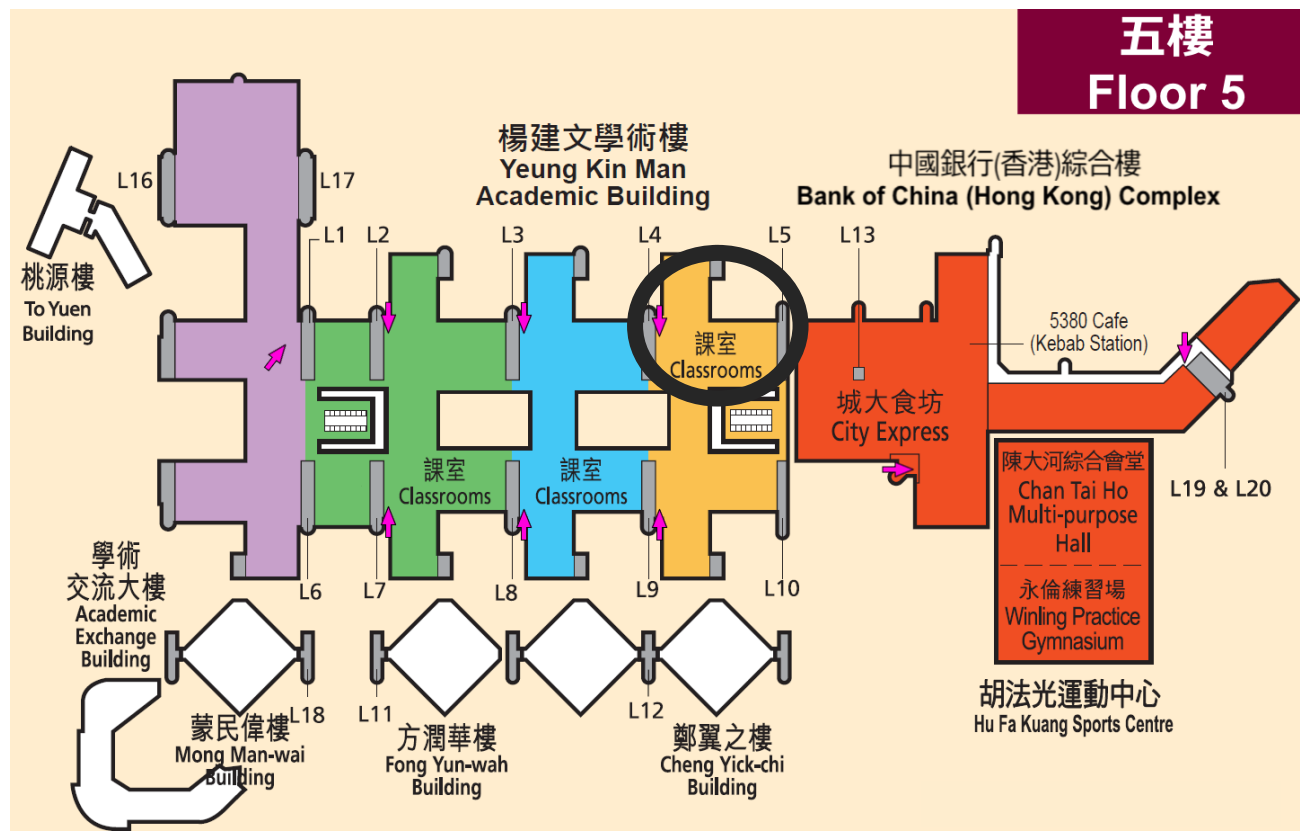 五樓
Floor 5
楊建文學術樓
Yeung Kin Man
Academic Building
中國銀行(香港)綜合樓
Bank of China (Hong Kong) Complex
L16
L17
L1
L2
L3
L4
L5
L13
桃源樓
To Yuen
Building
5380 Cafe
(Kebab Station)
課室
Classrooms
城大食坊
City Express
課室
Classrooms
課室
Classrooms
陳大河綜合會堂
Chan Tai Ho
Multi-purpose
Hall
永倫練習場
Winling Practice
Gymnasium
L19 & L20
胡法光運動中心
Hu Fa Kuang Sports Centre
學術
交流大樓
Academic
Exchange
Building
L6
L7
L8
L9
L10
L18
L11
L12
蒙民偉樓
Mong Man-wai
Building
方潤華樓
Fong Yun-wah
Building
鄭翼之樓
Cheng Yick-chi
Building